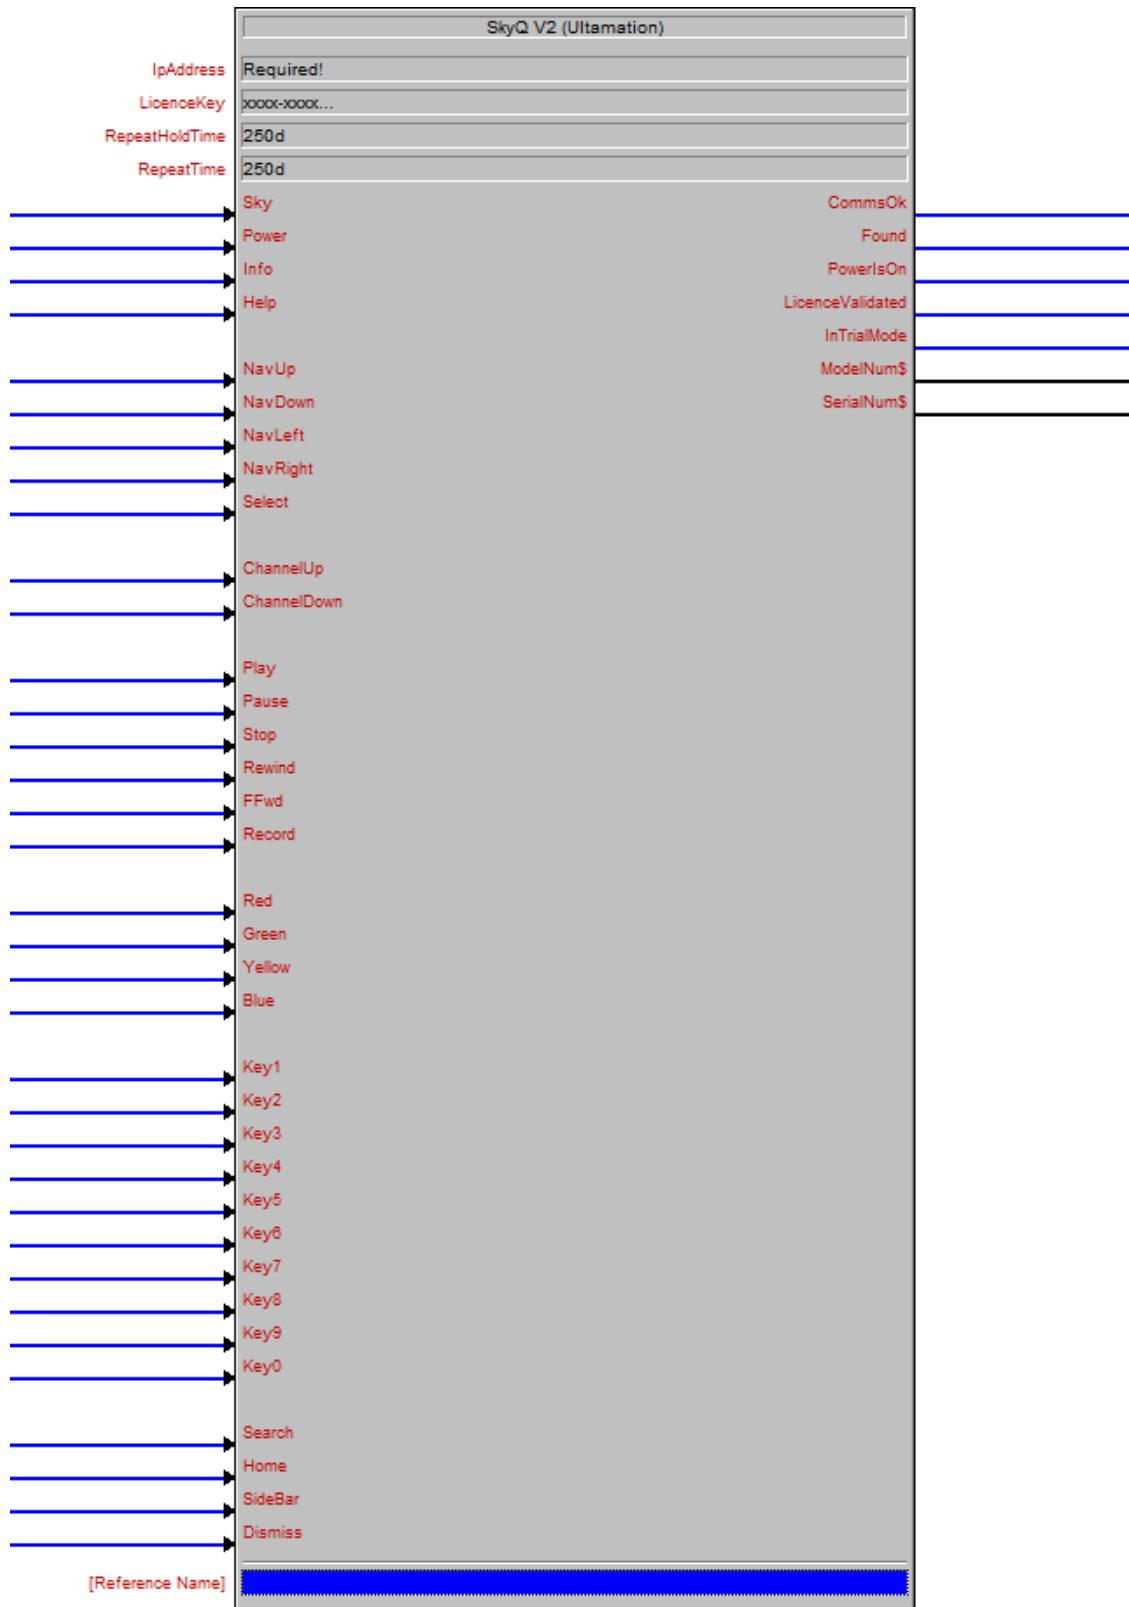 SkyQ V2 (Ultamation)
IpAddress Required!
LicenceKey xxxx-xxxx...
RepeatHoldTime 250d
RepeatTime 250d
Sky CommsOk
Power Found
Info PowerIsOn
Help LicenceValidated
InTrialMode
NavUp ModelNum$
NavDown SerialNum$
NavLeft
NavRight
Select
ChannelUp
ChannelDown
Play
Pause
Stop
Rewind
FFwd
Record
Red
Green
Yellow
Blue
Key1
Key2
Key3
Key4
Key5
Key6
Key7
Key8
Key9
Key0
Search
Home
SideBar
Dismiss
[Reference Name]